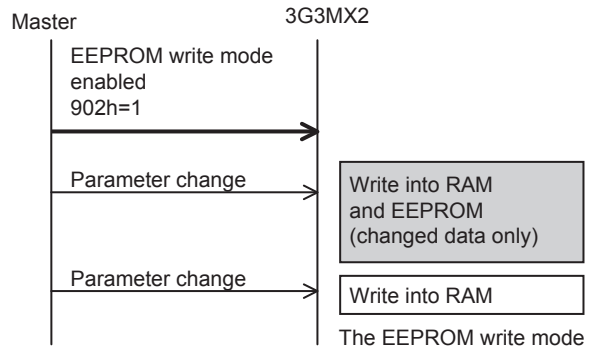 Master
3G3MX2
EEPROM write mode
enabled
902h=1
Parameter change
Write into RAM
and EEPROM
(changed data only)
Parameter change
Write into RAM
The EEPROM write mode